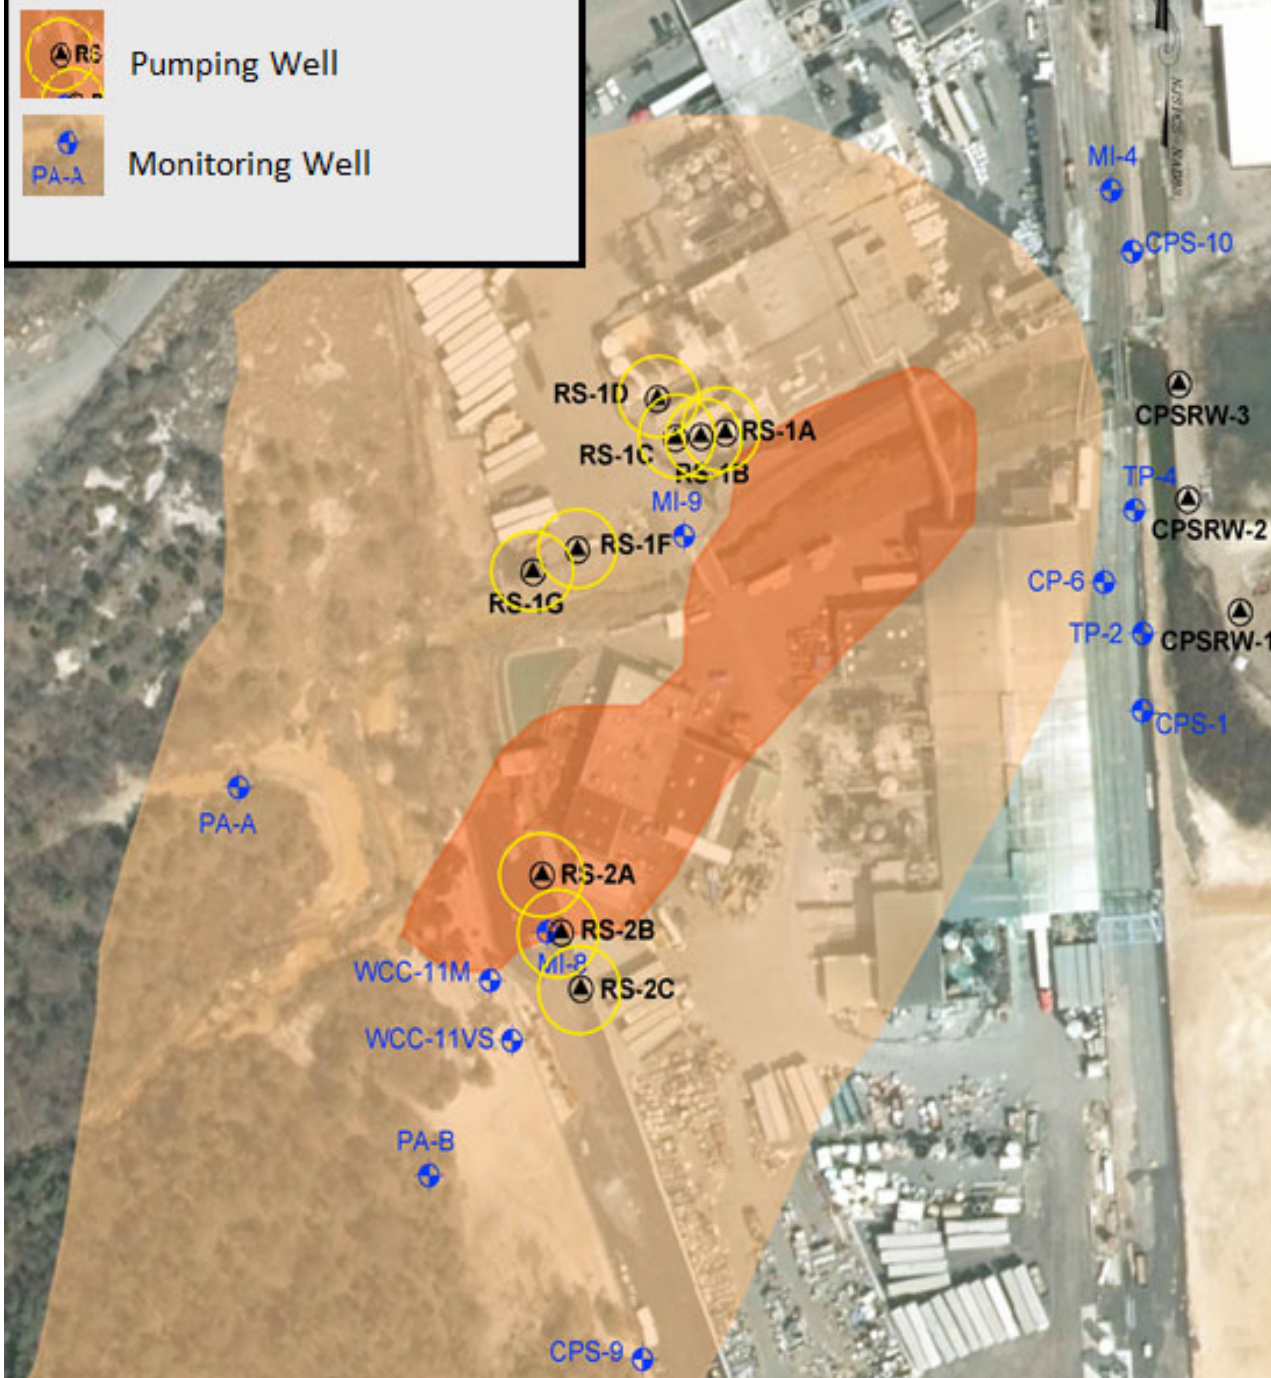 RS-
Pumping Well
PA-A
Monitoring Well
MI-4
CPS-10
RS-1D
CPSRW-3
RS-1A
RS-1C
RS-1B
TP-4
MI-9
CPSRW-2
RS-1F
CP-6
RS-1G
TP-2
CPSRW-1
CPS-1
PA-A
RS-2A
RS-2B
MI-8
WCC-11M
RS-2C
WCC-11VS
PA-B
CPS-9